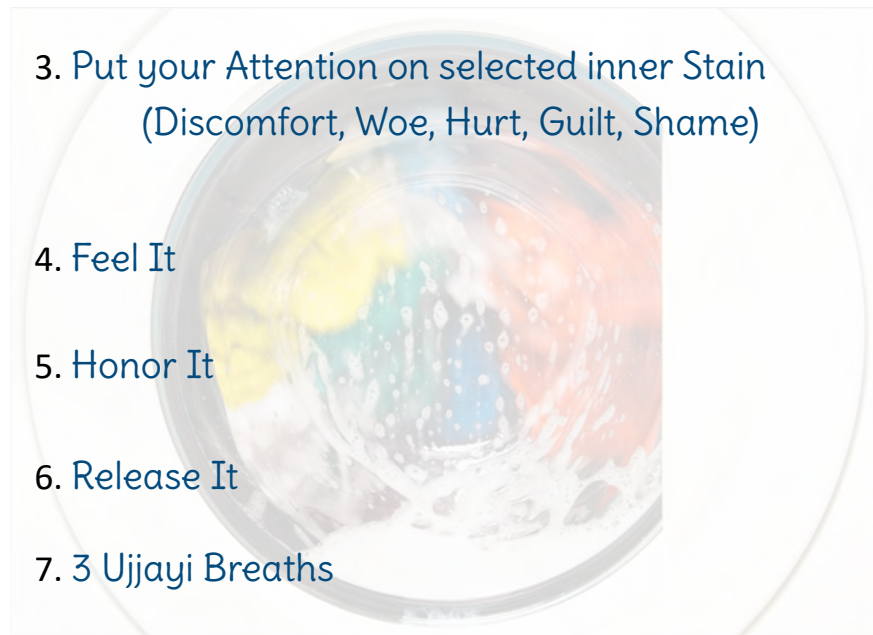 3. Put your Attention on selected inner Stain
(Discomfort, Woe, Hurt, Guilt, Shame)
4. Feel It
5. Honor It
6. Release It
7. 3 Ujjayi Breaths